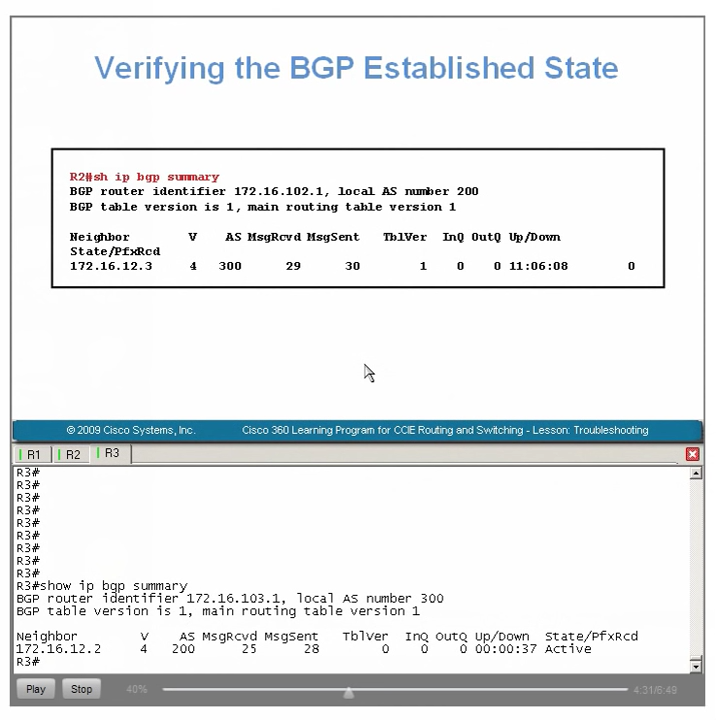 Verifying the BGP Established State
R2#sh ip bgp summary
BGP router identifier 172.16.102.1, local AS number 200
BGP table version is 1, main routing table version 1
Neighbor V AS MsgRcvd MsgSent TblVer InQ OutQ Up/Down
State/PfxRcd
172.16.12.3 4 300 29 30 1 0 0 11:06:08 0
© 2009 Cisco Systems, Inc. Cisco 360 Learning Program for CCIE Routing and Switching - Lesson: Troubleshooting
R1 R2 R3
R3#
R3#
R3#
R3#
R3#
R3#
R3#
R3#
R3#
R3#show ip bgp summary
BGP router identifier 172.16.103.1, local AS number 300
BGP table version is 1, main routing table version 1
Neighbor V AS MsgRcvd MsgSent TblVer InQ OutQ Up/Down State/PfxRcd
172.16.12.2 4 200 25 28 0 0 0 00:00:37 Active
R3#
Play Stop 40% 4:31/6:49